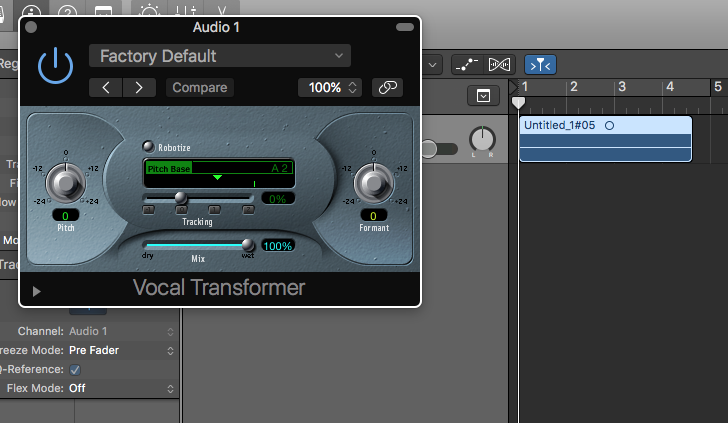 Audio 1
Factory Default
Reg
Compare
100%
1 2 3 4 5
Untitled_1#05
L R
Robotize
Pitch Base A 2
0 0
-12 +12 -12 +12
-24 +24 -24 +24
0% 
0 0
Pitch Tracking Formant
100%
dry Mix wet
Tra
Fl
low
Mo
Trac
Vocal Transformer
Channel: Audio 1
reeze Mode: Pre Fader
-Reference:
Flex Mode: Off